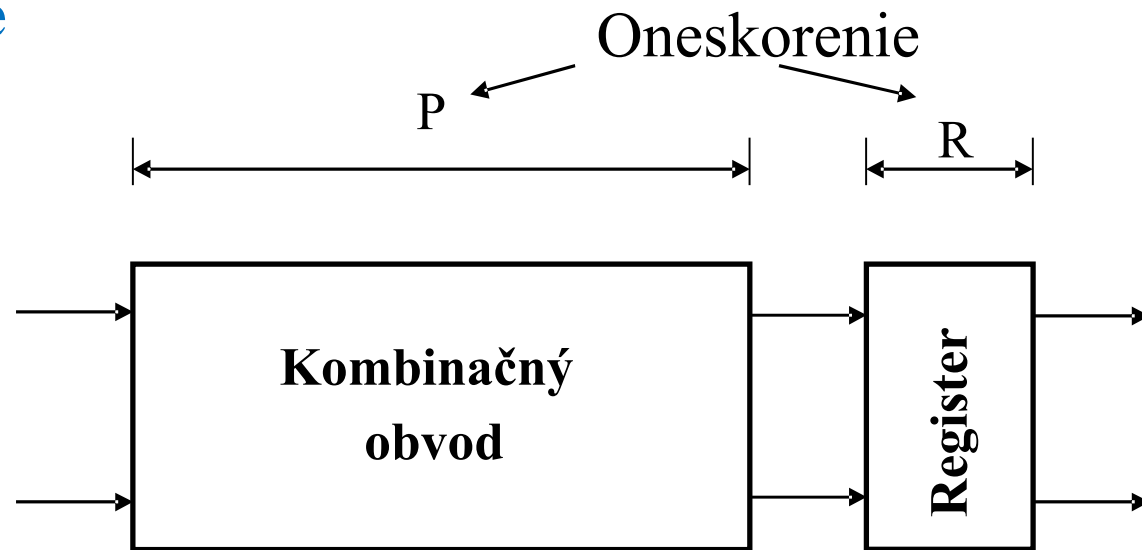 e
Oneskorenie
P
R
Kombinačný
obvod
Register